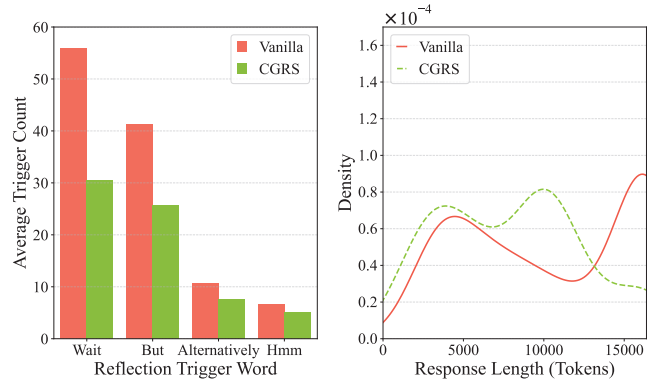 60
50
40
30
20
10
0
Average Trigger Count
Vanilla
CGRS
Wait But Alternatively Hmm
Reflection Trigger Word
×10⁻⁴
1.6
1.4
1.2
1.0
0.8
0.6
0.4
0.2
0.0
Density
Vanilla
CGRS
0 5000 10000 15000
Response Length (Tokens)